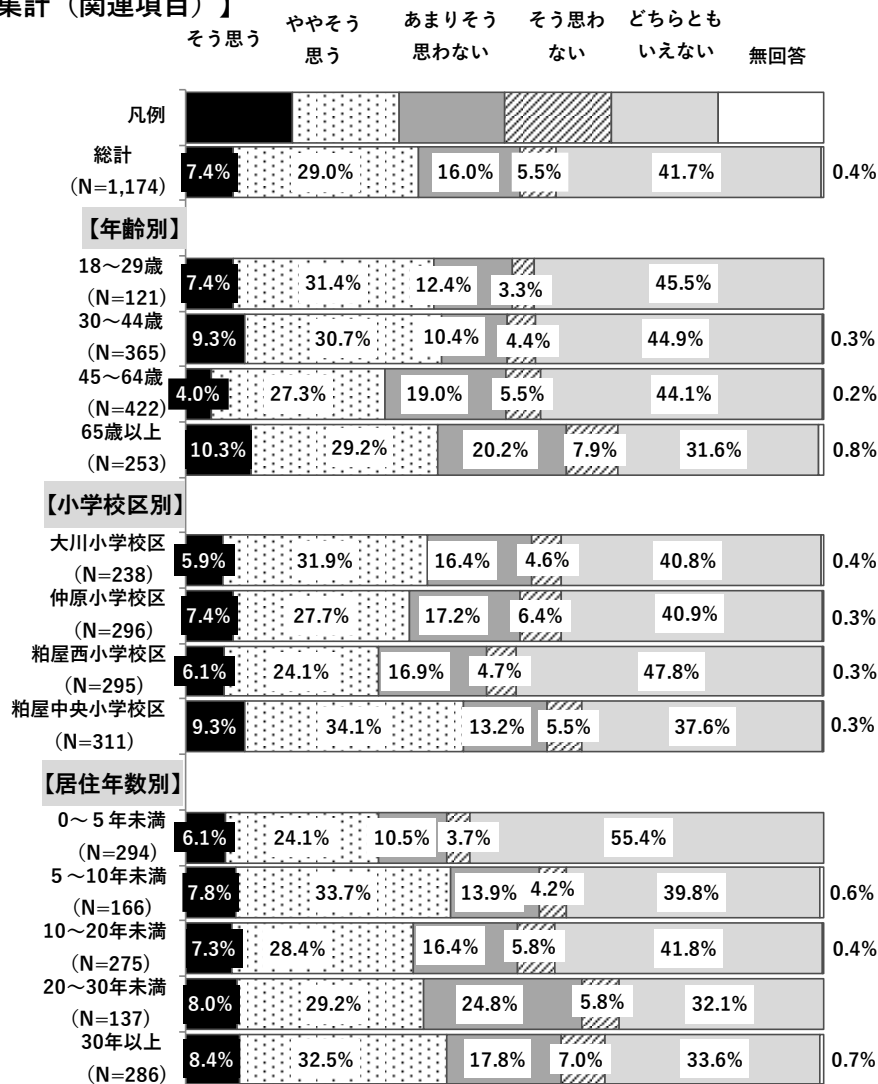 集計（関連項目）】
そう思う ややそう思う あまりそう思わない そう思わない どちらともいえない 無回答
凡例
総計
（N=1,174）
7.4% 29.0% 16.0% 5.5% 41.7% 0.4%
【年齢別】
18～29歳
（N=121）
7.4% 31.4% 12.4% 3.3% 45.5%
30～44歳
（N=365）
9.3% 30.7% 10.4% 4.4% 44.9% 0.3%
45～64歳
（N=422）
4.0% 27.3% 19.0% 5.5% 44.1% 0.2%
65歳以上
（N=253）
10.3% 29.2% 20.2% 7.9% 31.6% 0.8%
【小学校区別】
大川小学校区
（N=238）
5.9% 31.9% 16.4% 4.6% 40.8% 0.4%
仲原小学校区
（N=296）
7.4% 27.7% 17.2% 6.4% 40.9% 0.3%
粕屋西小学校区
（N=295）
6.1% 24.1% 16.9% 4.7% 47.8% 0.3%
粕屋中央小学校区
（N=311）
9.3% 34.1% 13.2% 5.5% 37.6% 0.3%
【居住年数別】
0～５年未満
（N=294）
6.1% 24.1% 10.5% 3.7% 55.4%
５～10年未満
（N=166）
7.8% 33.7% 13.9% 4.2% 39.8% 0.6%
10～20年未満
（N=275）
7.3% 28.4% 16.4% 5.8% 41.8% 0.4%
20～30年未満
（N=137）
8.0% 29.2% 24.8% 5.8% 32.1%
30年以上
（N=286）
8.4% 32.5% 17.8% 7.0% 33.6% 0.7%